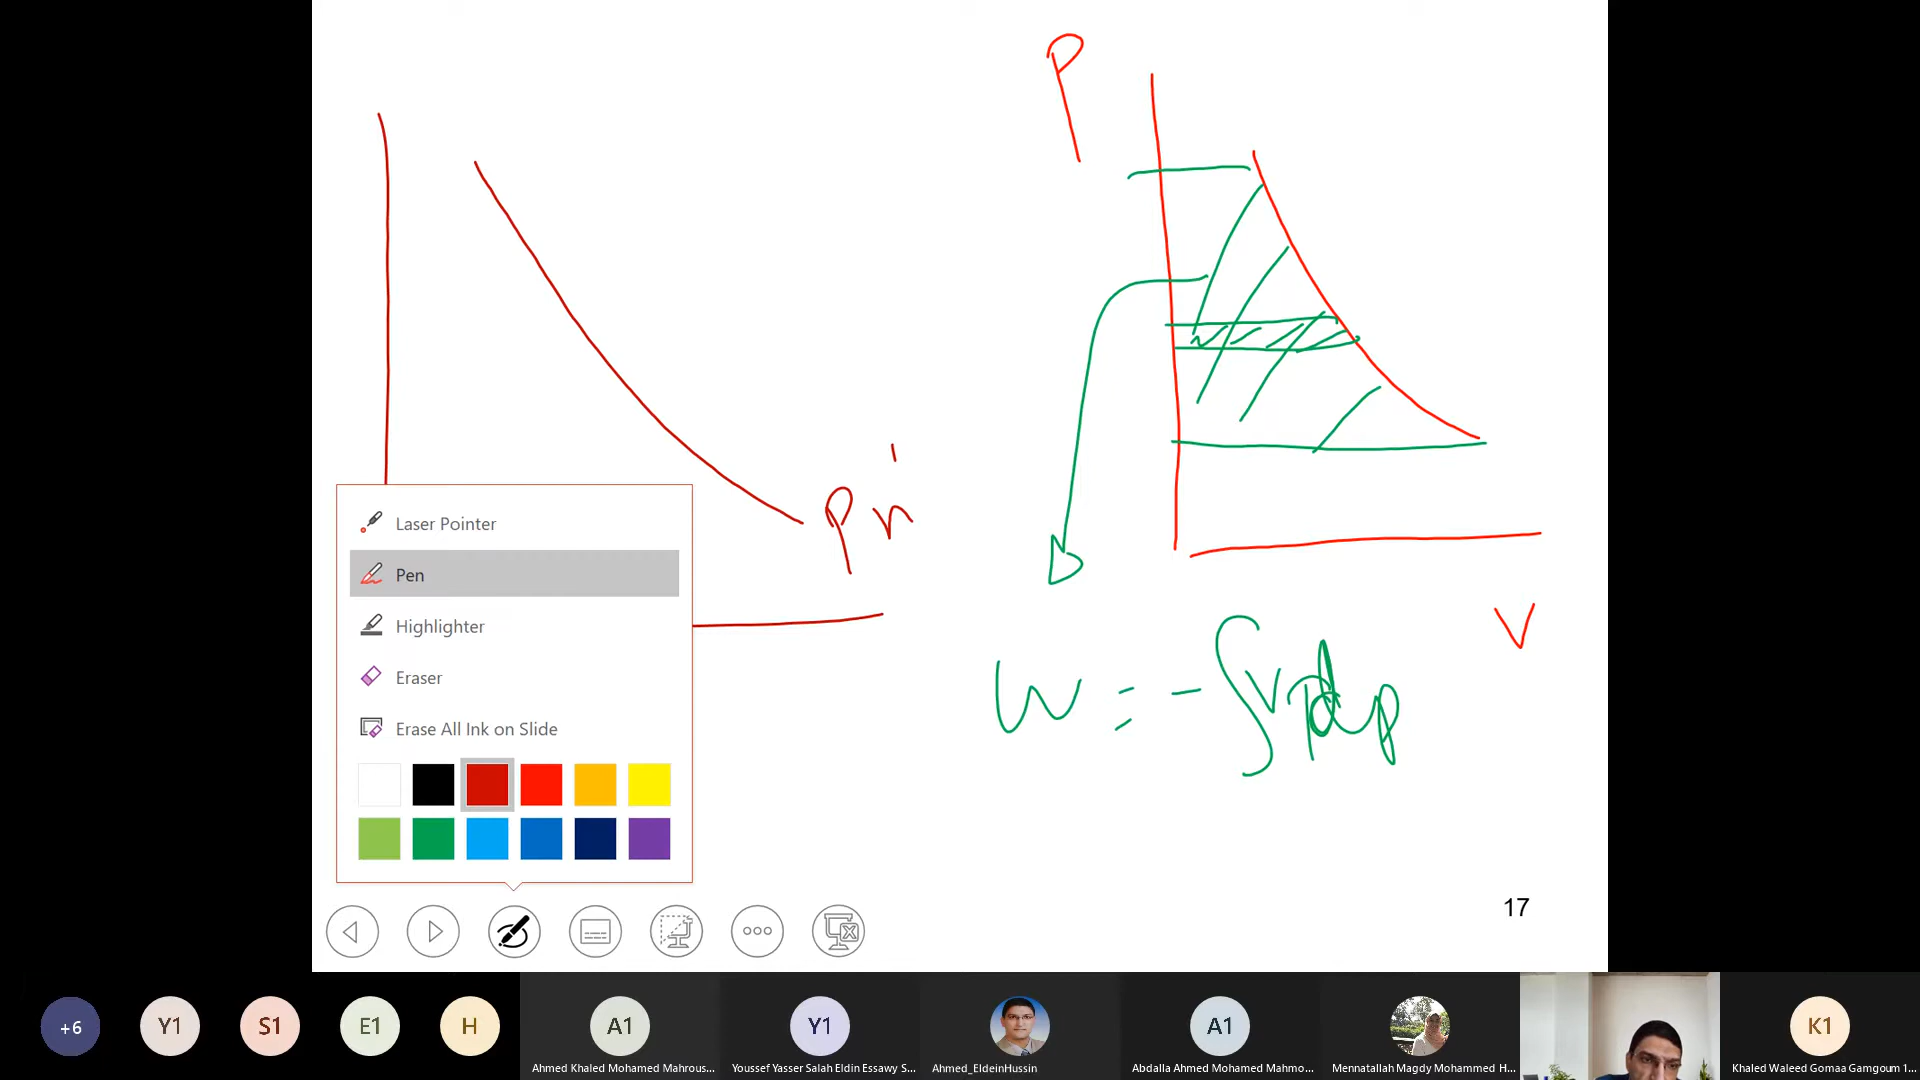 P
Laser Pointer
Pen
Highlighter
Eraser
Erase All Ink on Slide
V
W = - ∫ V dp
17
+6
Y1
S1
E1
H
A1
Y1
A1
K1
Ahmed Khaled Mohamed Mahrous...
Youssef Yasser Salah Eldin Essawy S...
Ahmed_EldeinHussin
Abdalla Ahmed Mohamed Mahmo...
Mennatallah Magdy Mohammed H...
Khaled Waleed Gomaa Gamgoum 1...